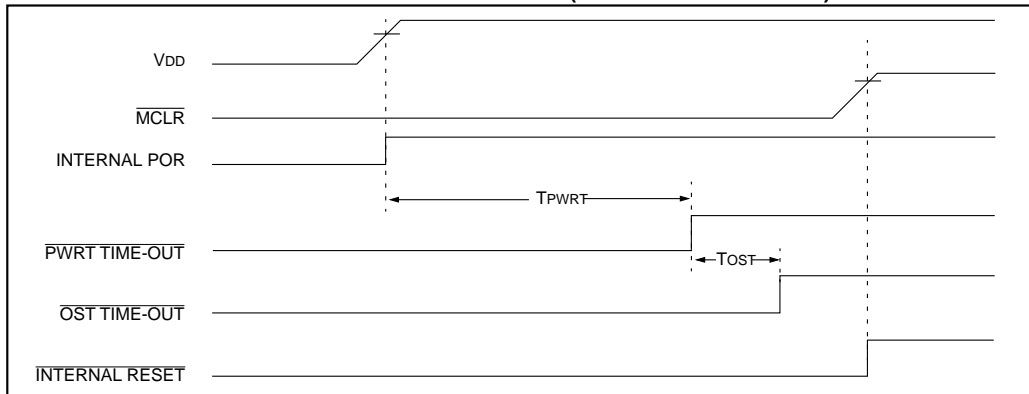 VDD
MCLR
INTERNAL POR
TPWRT
PWRT TIME-OUT
TOST
OST TIME-OUT
INTERNAL RESET